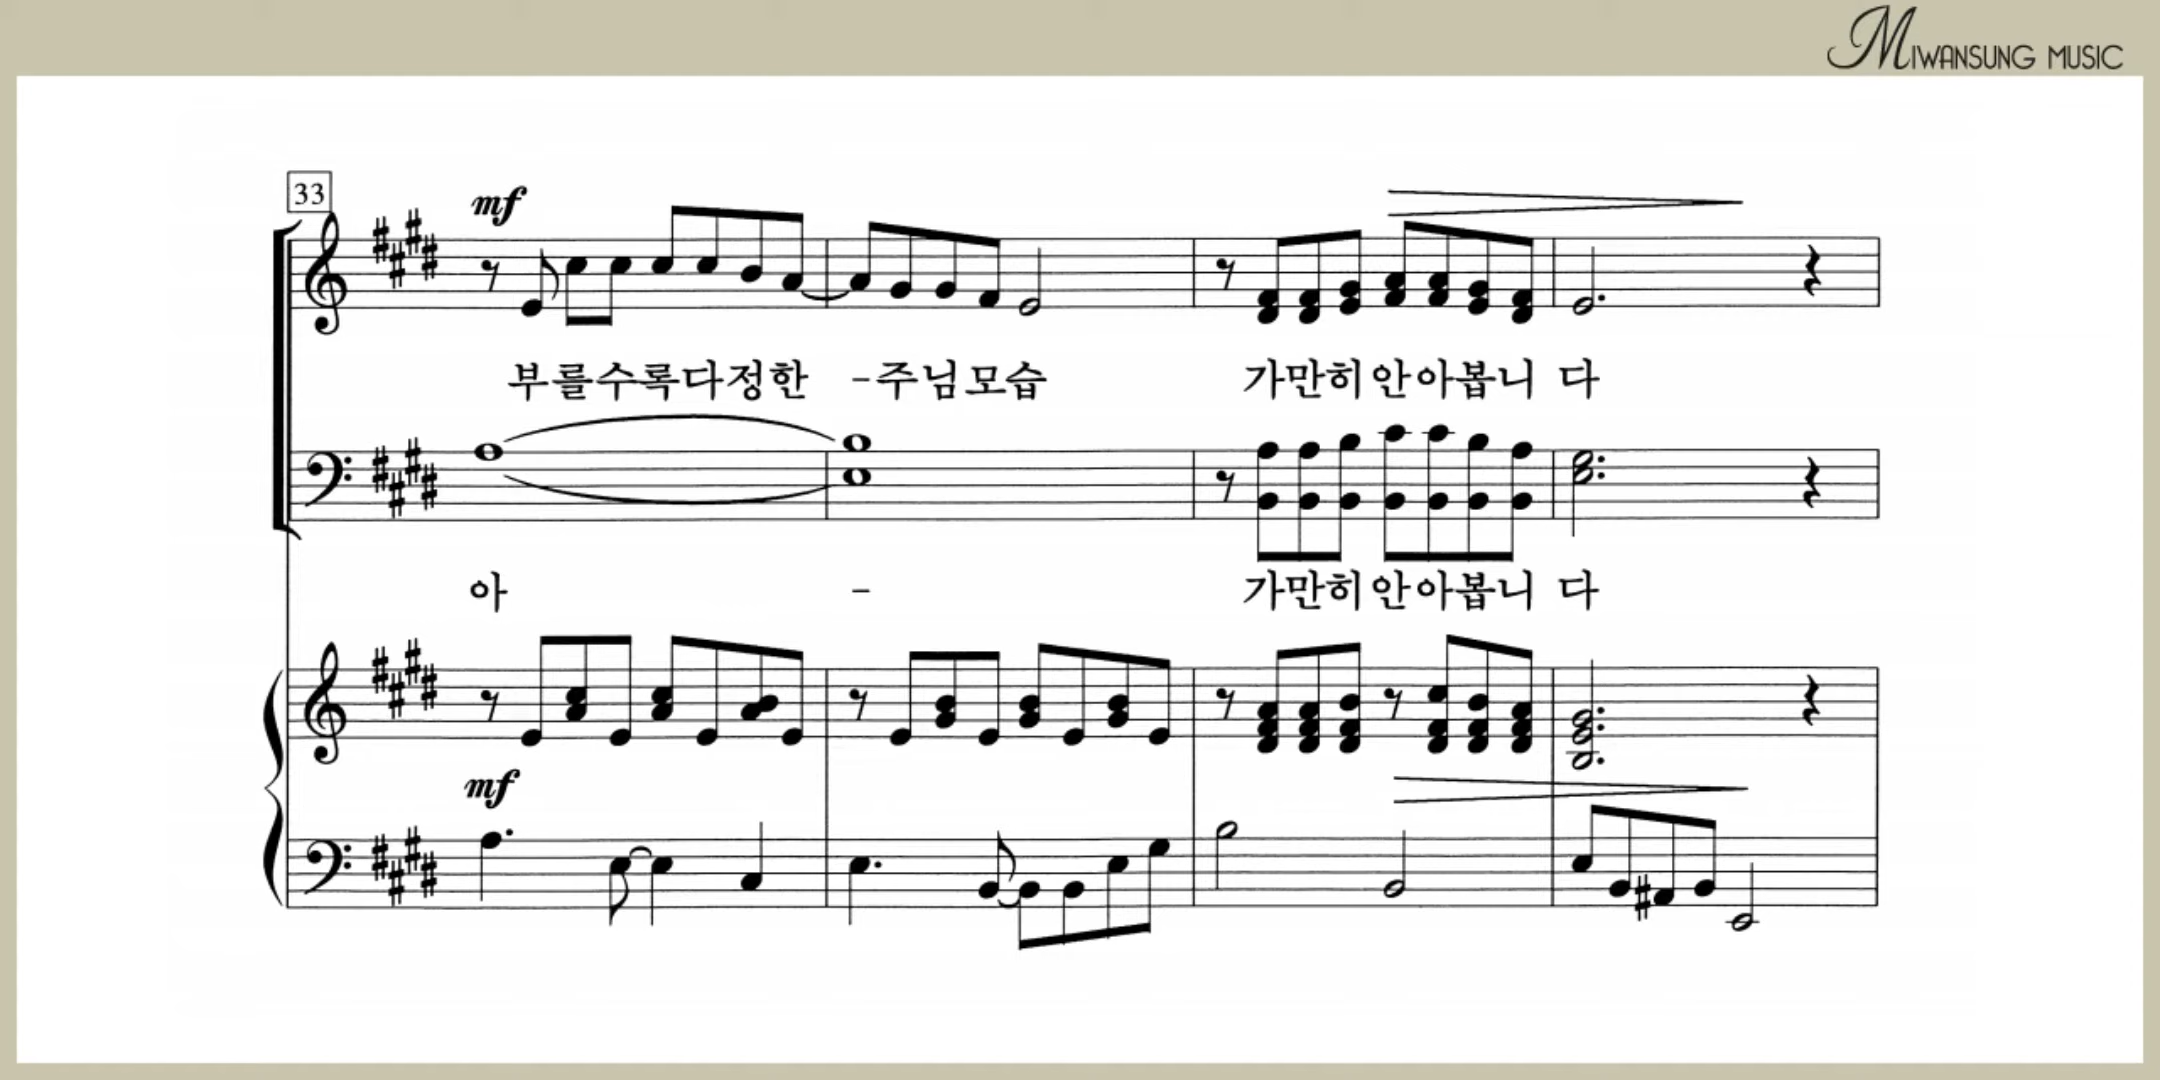 MIWANSUNG MUSIC
33
mf
부를수록다정한 -주님모습 가만히안아봅니 다
아 - 가만히안아봅니 다
mf